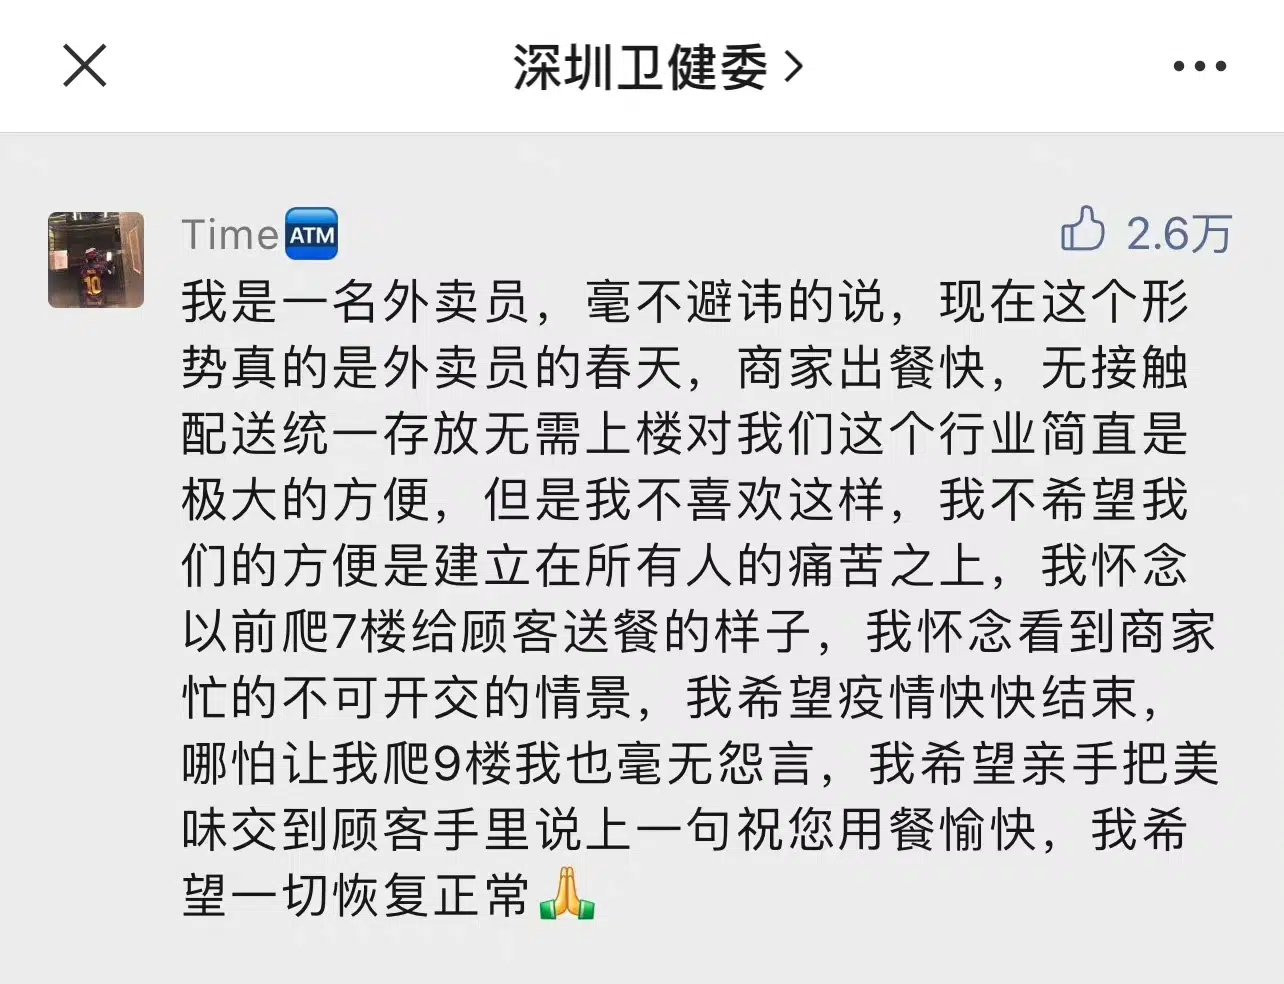 深圳卫健委
Time ATM
2.6万
我是一名外卖员，毫不避讳的说，现在这个形
势真的是外卖员的春天，商家出餐快，无接触
配送统一存放无需上楼对我们这个行业简直是
极大的方便，但是我不喜欢这样，我不希望我
们的方便是建立在所有人的痛苦之上，我怀念
以前爬7楼给顾客送餐的样子，我怀念看到商家
忙的不可开交的情景，我希望疫情快快结束，
哪怕让我爬9楼我也毫无怨言，我希望亲手把美
味交到顾客手里说上一句祝您用餐愉快，我希
望一切恢复正常🙏